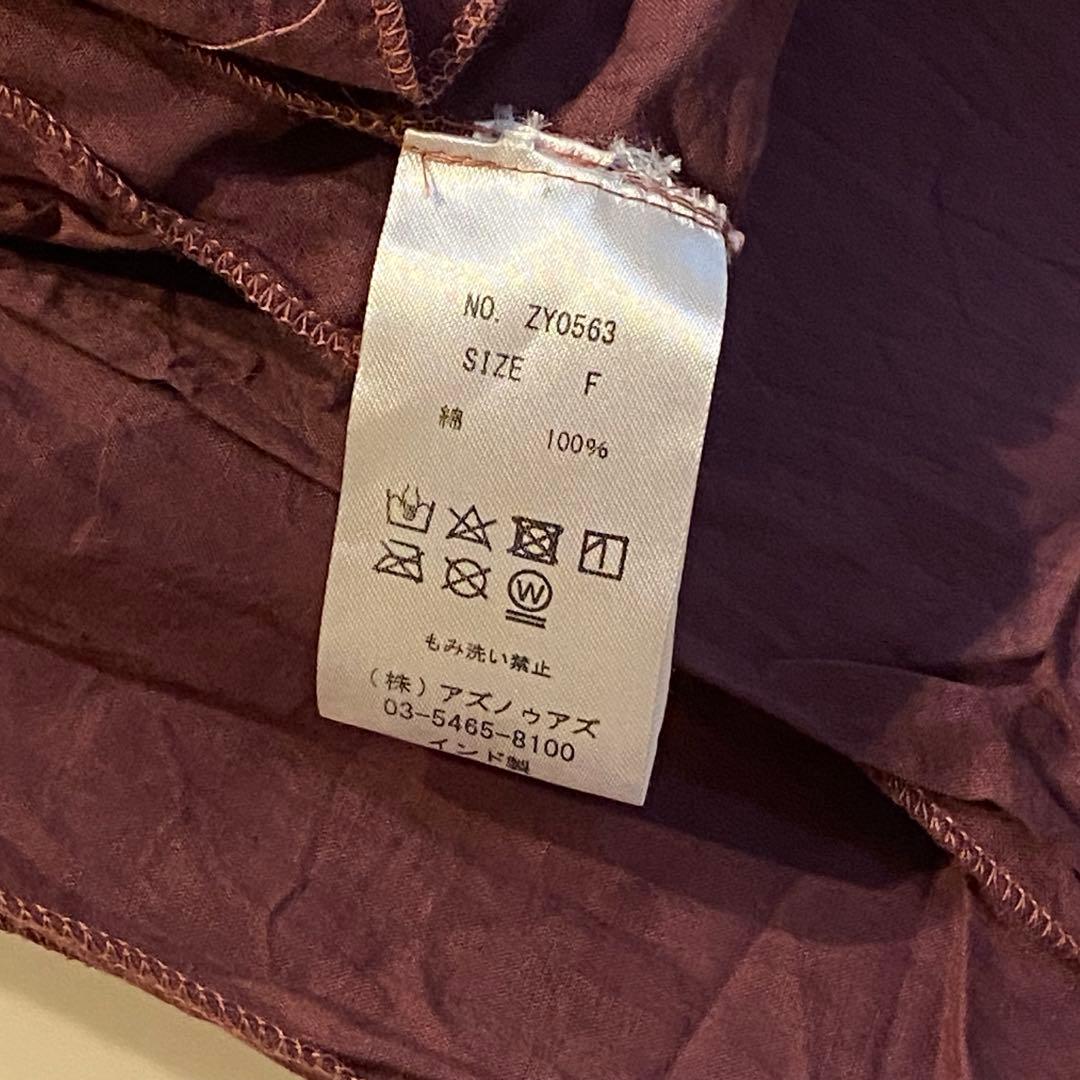 NO. ZY0563
SIZE F
綿 100%
W
もみ洗い禁止
(株)アズノゥアズ
03-5465-8100
インド製